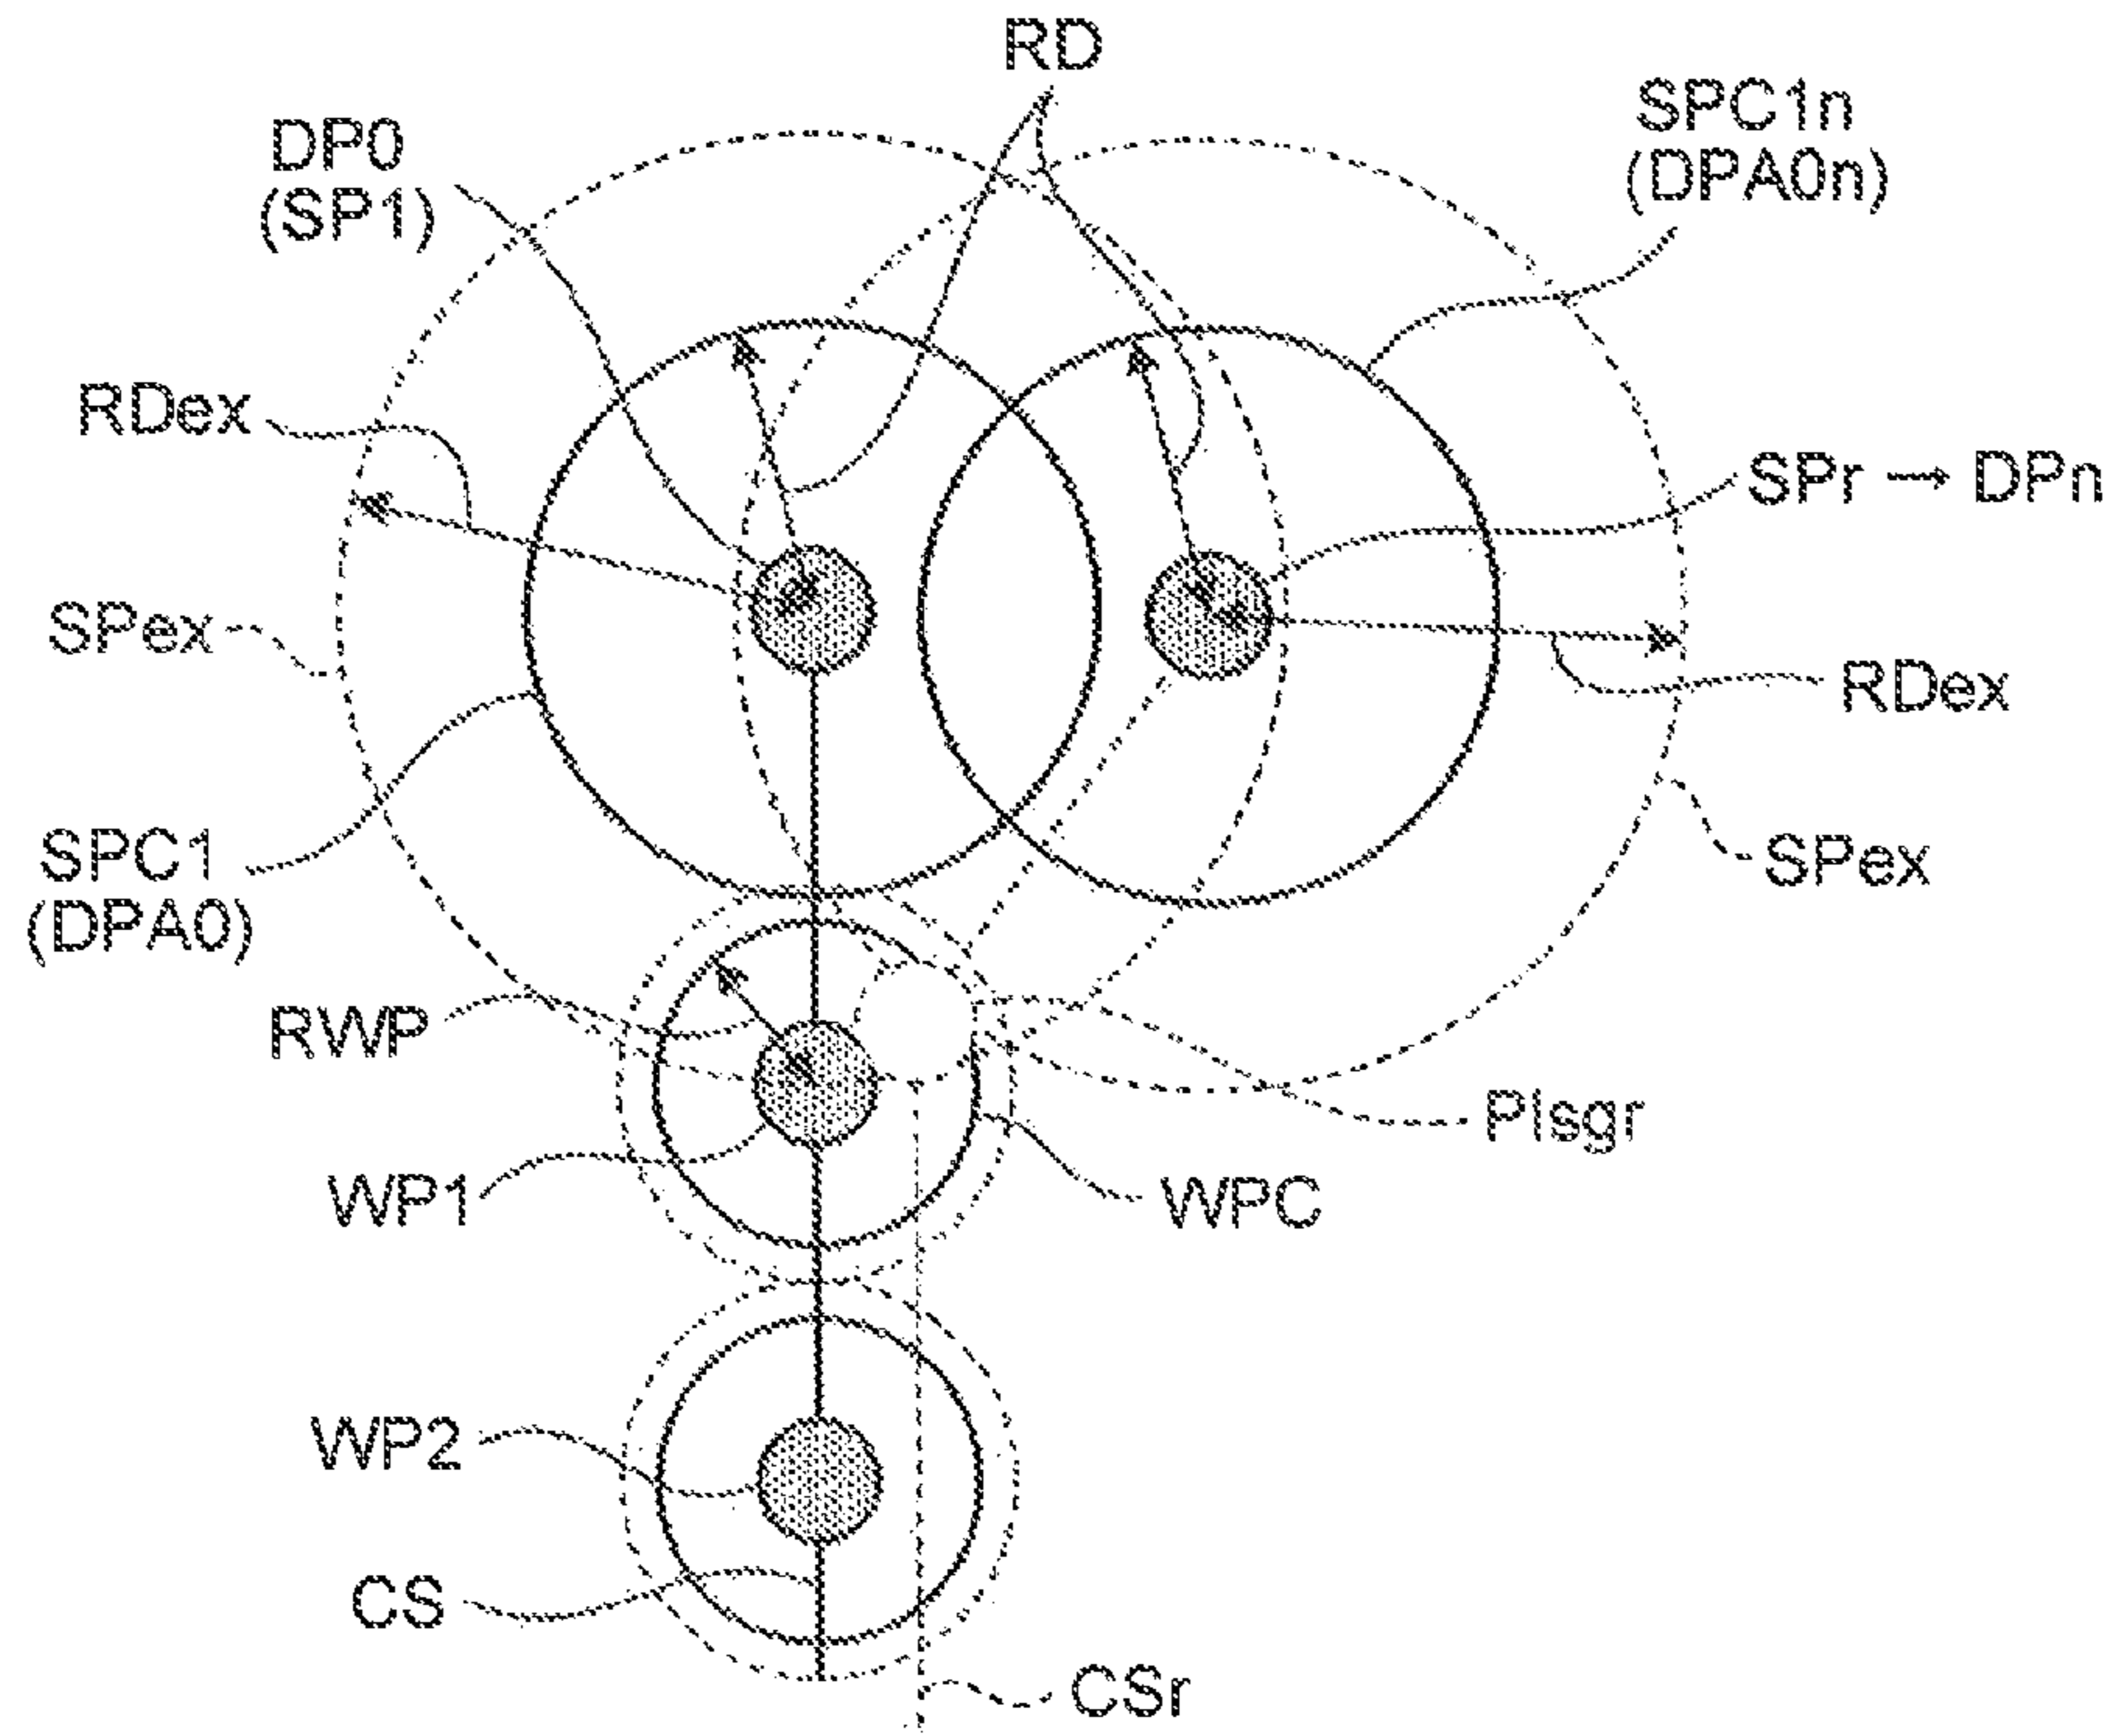 RD
DP0
(SP1)
SPC1n
(DPA0n)
RDex
SPr → DPn
SPex
RDex
SPC1
(DPA0)
SPex
RWP
PIsgr
WP1
WPC
WP2
CS
CSr